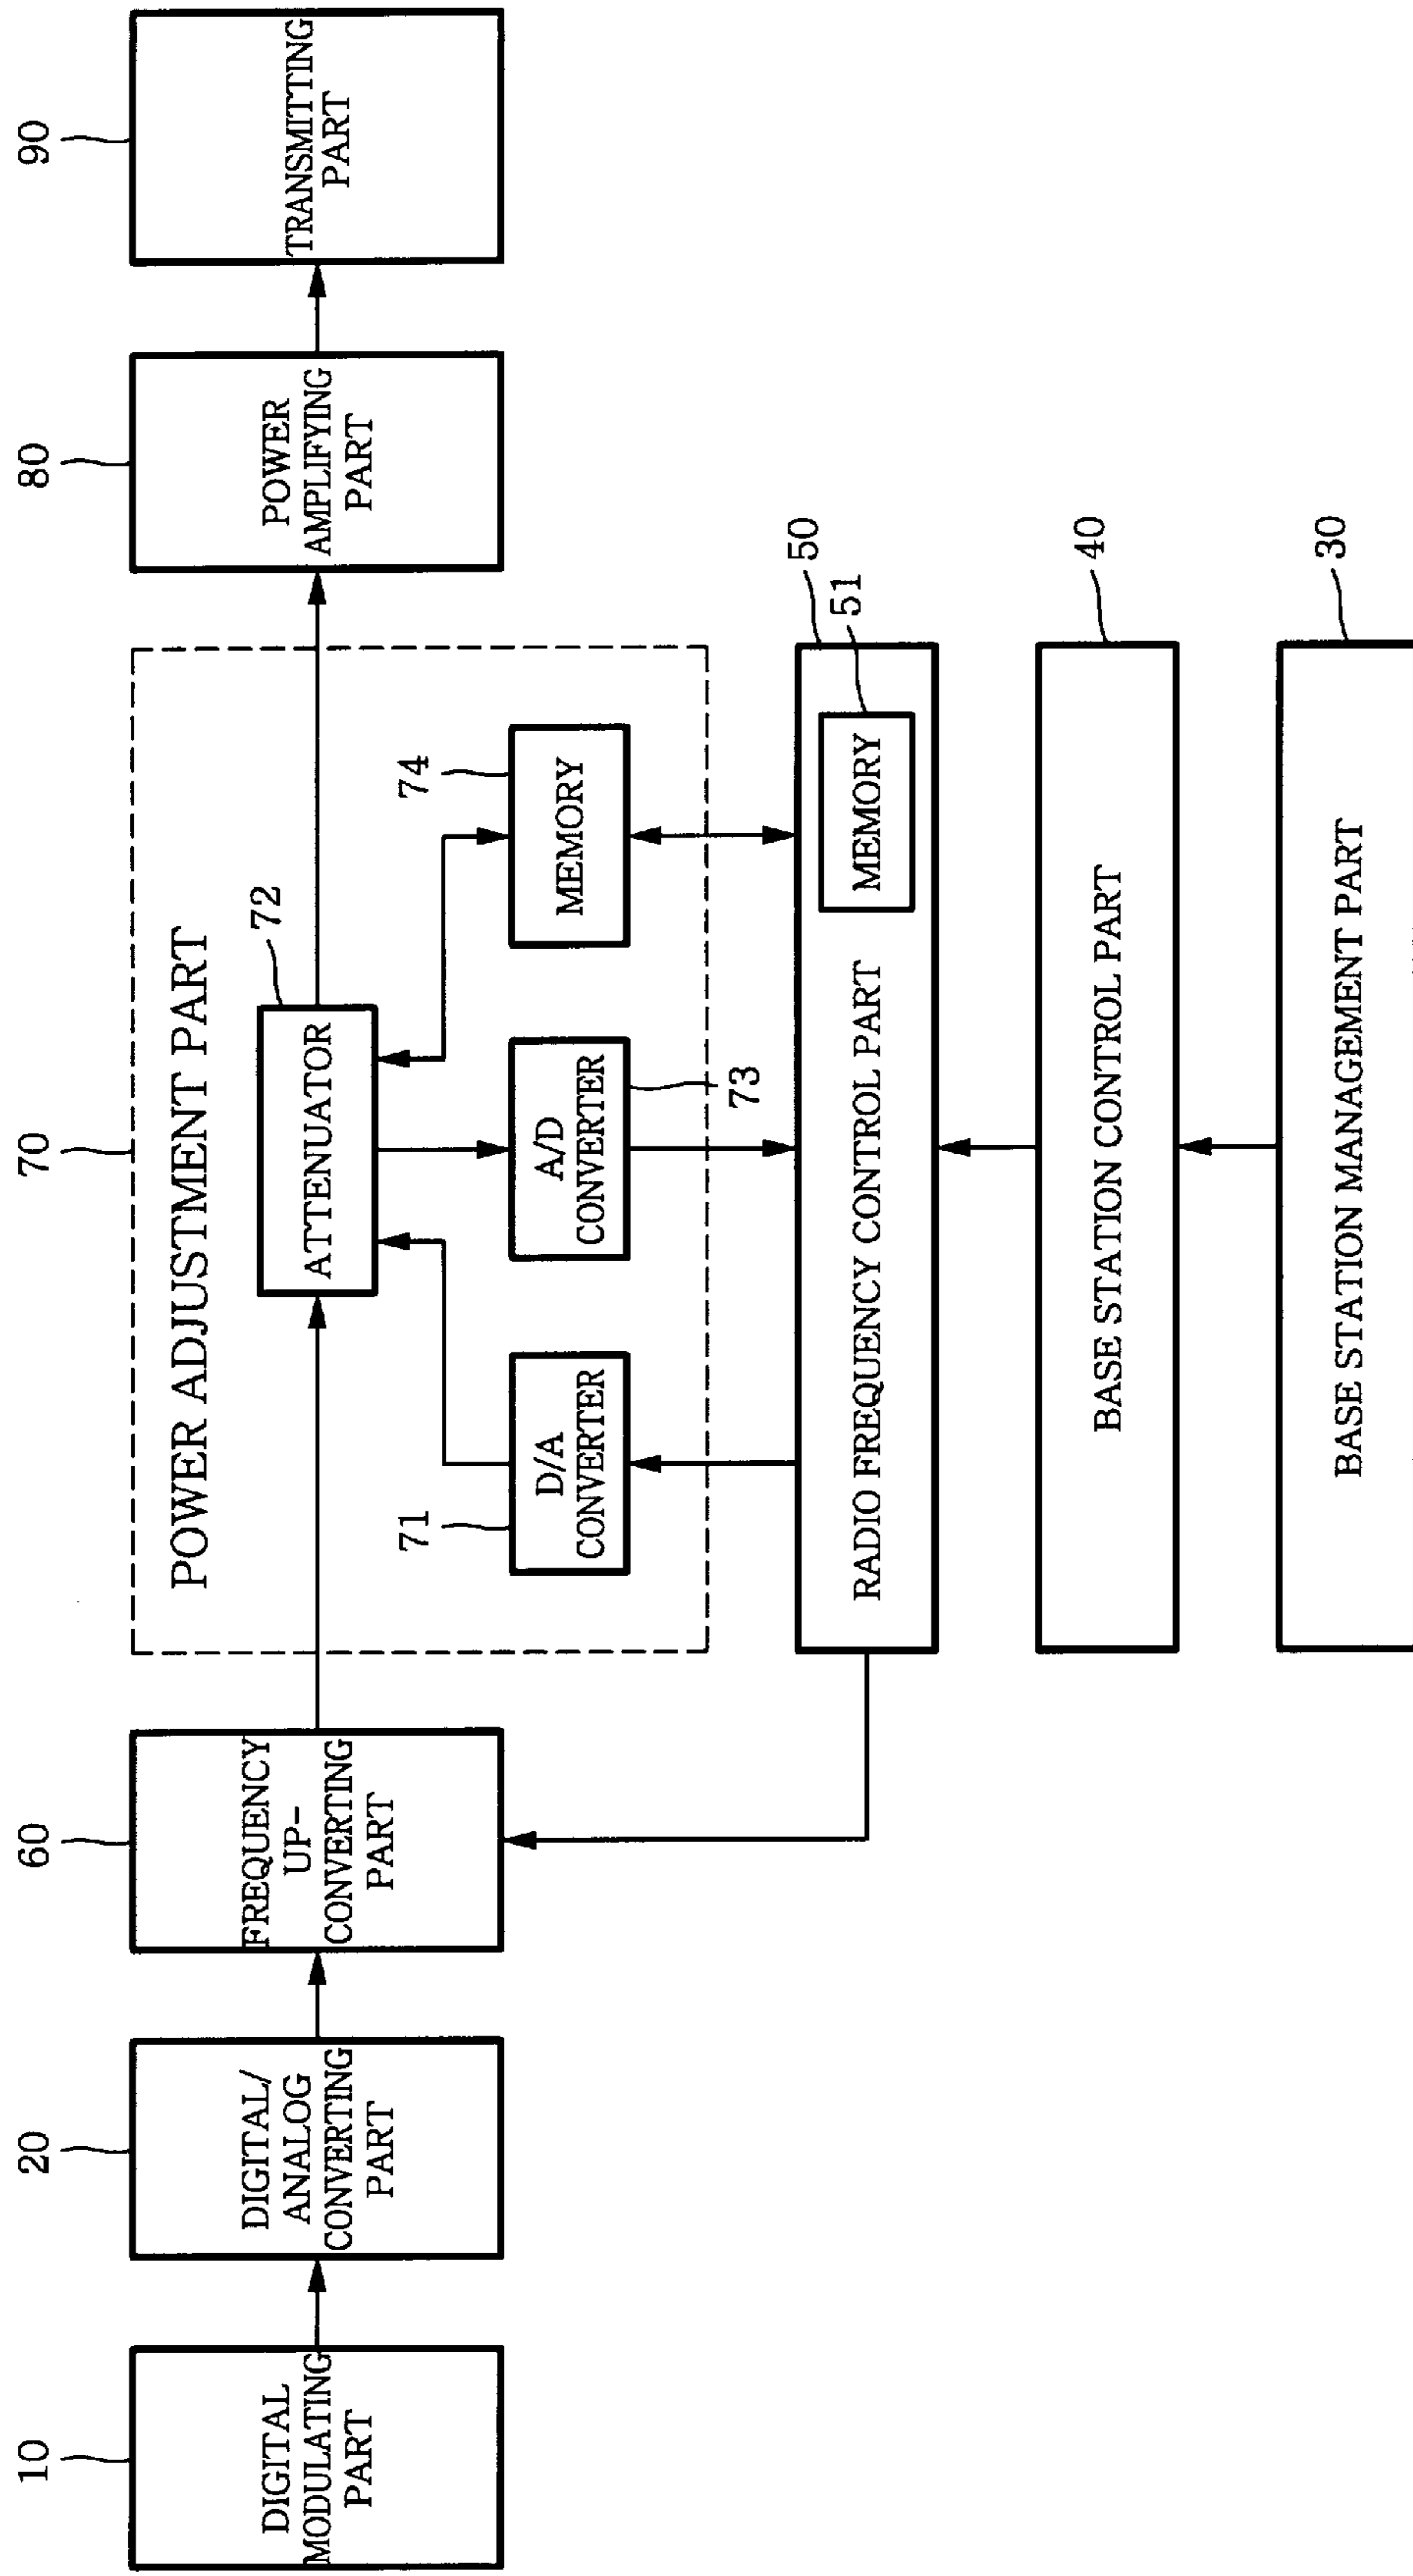 10
DIGITAL
MODULATING
PART
20
DIGITAL/
ANALOG
CONVERTING
PART
60
FREQUENCY
UP-
CONVERTING
PART
70
POWER ADJUSTMENT PART
72
ATTENUATOR
71
D/A
CONVERTER
A/D
CONVERTER
73
74
MEMORY
80
POWER
AMPLIFYING
PART
90
TRANSMITTING
PART
50
RADIO FREQUENCY CONTROL PART
51
MEMORY
40
BASE STATION CONTROL PART
30
BASE STATION MANAGEMENT PART